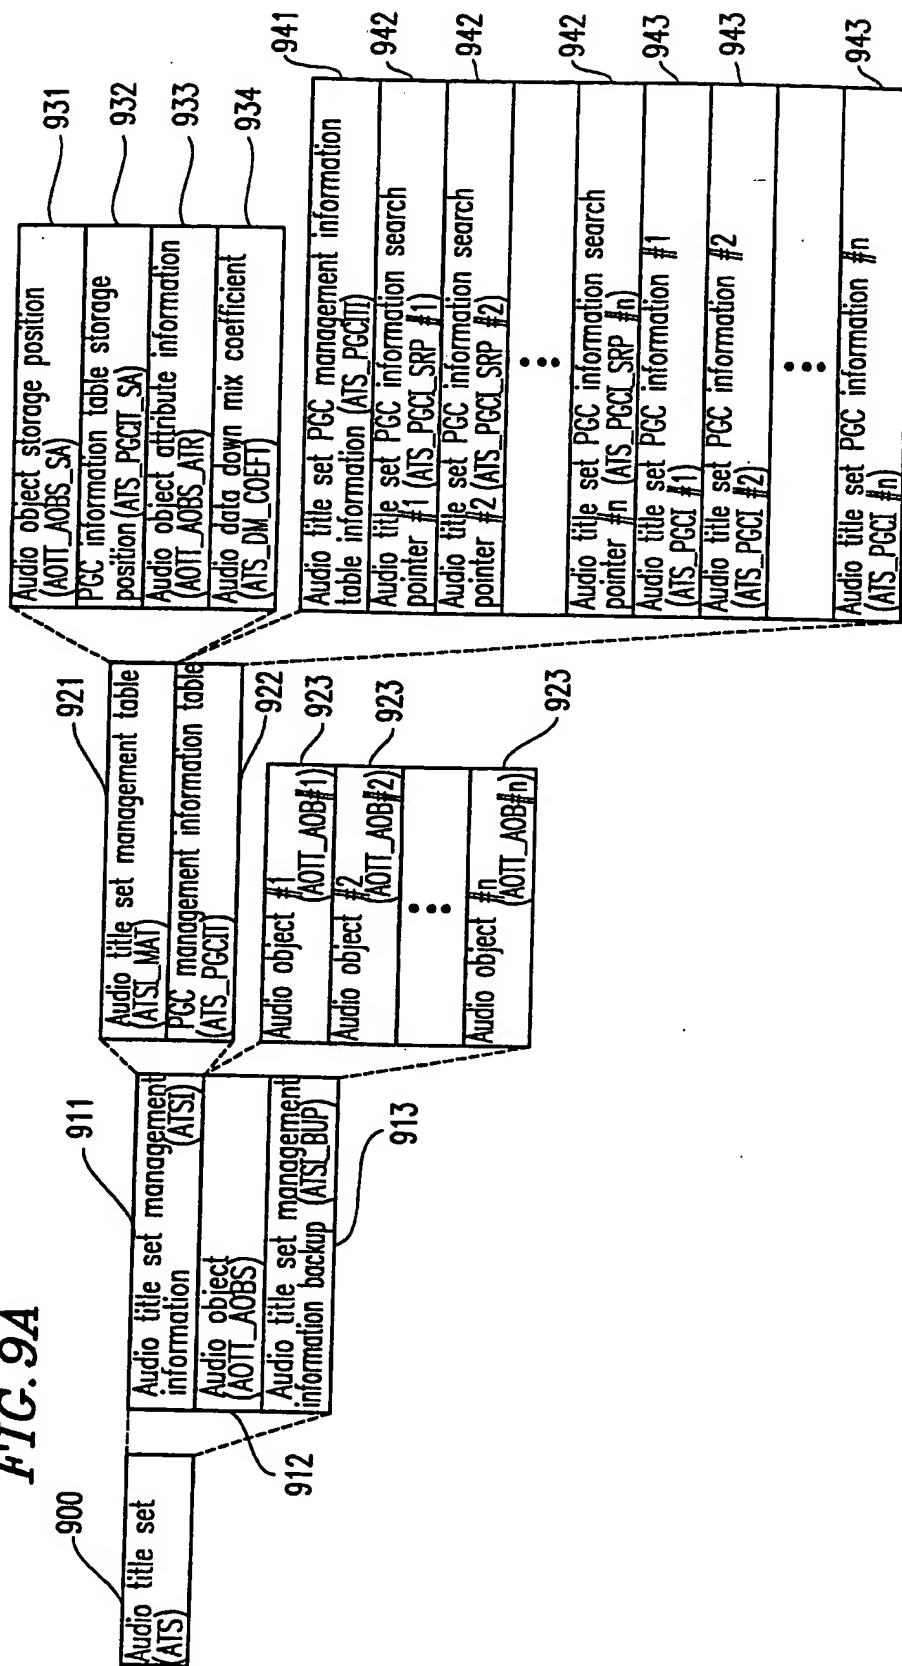 FIG. 9A
900
Audio title set
(ATS)
911
Audio title set management
information (ATSI)
Audio object
(AOTT_AOBS)
Audio title set management
information backup (ATSI_BUP)
912
913
921
Audio title set management table
(ATSI_MAT)
PGC management information table
(ATS_PGCIT)
922
Audio object #1
(AOTT_AOB#1)
923
Audio object #2
(AOTT_AOB#2)
923
•••
Audio object #n
(AOTT_AOB#n)
923
Audio object storage position
(AOTT_AOBS_SA)
931
PGC information table storage
position (ATS_PGCIT_SA)
932
Audio object attribute information
(AOTT_AOBS_ATR)
933
Audio data down mix coefficient
(ATS_DM_COEFT)
934
Audio title set PGC management information
table information (ATS_PGCITI)
941
Audio title set PGC information search
pointer #1 (ATS_PGCI_SRP #1)
942
Audio title set PGC information search
pointer #2 (ATS_PGCI_SRP #2)
942
•••
Audio title set PGC information search
pointer #n (ATS_PGCI_SRP #n)
942
Audio title set PGC information #1
(ATS_PGCI #1)
943
Audio title set PGC information #2
(ATS_PGCI #2)
943
•••
Audio title set PGC information #n
(ATS_PGCI #n)
943